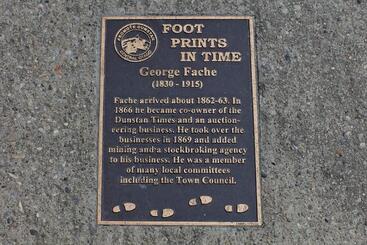 PROMOTE DUNSTAN
FOOT
PRINTS
IN TIME
George Fache
(1830 - 1915)
Fache arrived about 1862-63. In
1866 he became co-owner of the
Dunstan Times and an auction-
eering business. He took over the
businesses in 1869 and added
mining and a stockbroking agency
to his business. He was a member
of many local committees
including the Town Council.